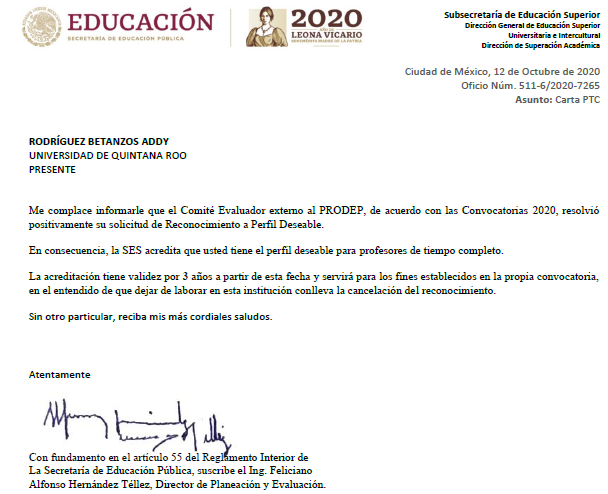 EDUCACIÓN
SECRETARÍA DE EDUCACIÓN PÚBLICA
2020
LEONA VICARIO
Subsecretaría de Educación Superior
Dirección General de Educación Superior
Universitaria e Intercultural
Dirección de Superación Académica
Ciudad de México, 12 de Octubre de 2020
Oficio Núm. 511-6/2020-7265
Asunto: Carta PTC
RODRÍGUEZ BETANZOS ADDY
UNIVERSIDAD DE QUINTANA ROO
PRESENTE
Me complace informarle que el Comité Evaluador externo al PRODEP, de acuerdo con las Convocatorias 2020, resolvió
positivamente su solicitud de Reconocimiento a Perfil Deseable.
En consecuencia, la SES acredita que usted tiene el perfil deseable para profesores de tiempo completo.
La acreditación tiene validez por 3 años a partir de esta fecha y servirá para los fines establecidos en la propia convocatoria,
en el entendido de que dejar de laborar en esta institución conlleva la cancelación del reconocimiento.
Sin otro particular, reciba mis más cordiales saludos.
Atentamente
Con fundamento en el artículo 55 del Reglamento Interior de
La Secretaría de Educación Pública, suscribe el Ing. Feliciano
Alfonso Hernández Téllez, Director de Planeación y Evaluación.